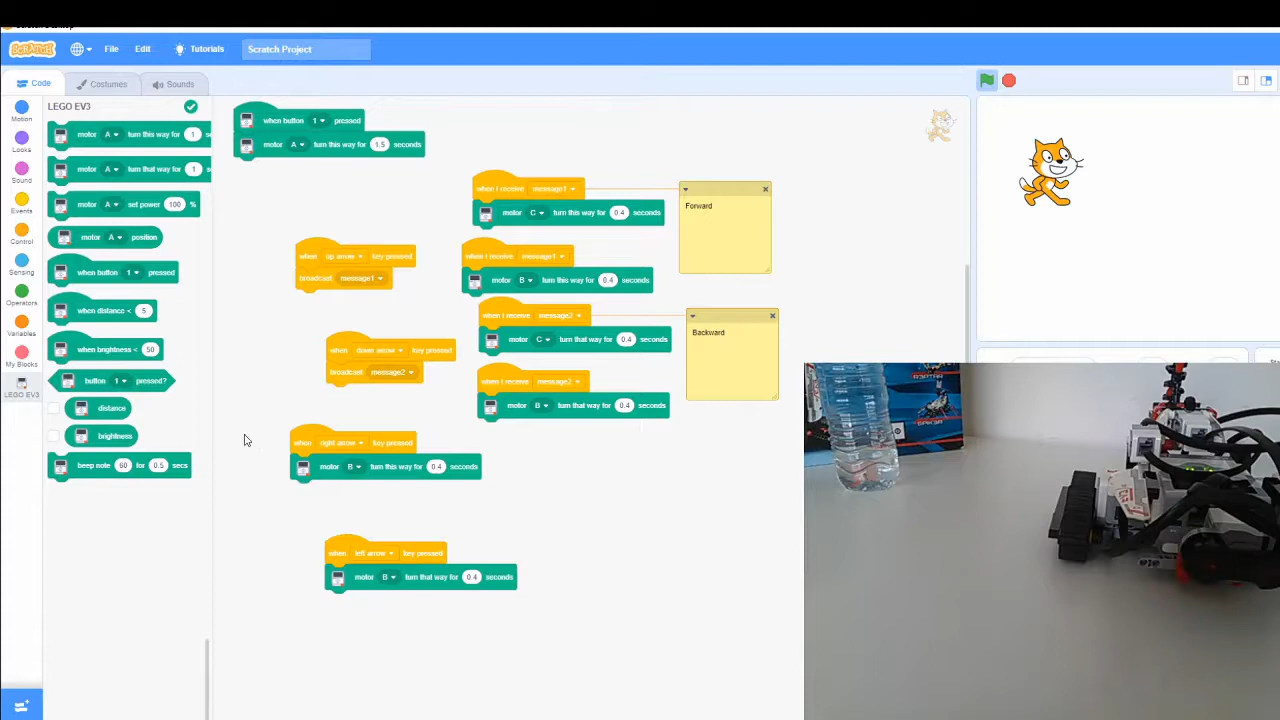 SCRATCH
File
Edit
Tutorials
Scratch Project
Code
Costumes
Sounds
LEGO EV3
Motion
Looks
Sound
Events
Control
Sensing
Operators
Variables
My Blocks
LEGO EV3
motor A turn this way for 1
motor A turn that way for 1
motor A set power 100 %
motor A position
when button 1 pressed
when distance < 5
when brightness < 50
button 1 pressed?
distance
brightness
beep note 60 for 0.5 secs
when button 1 pressed
motor A turn this way for 1.5 seconds
when I receive message1
motor C turn this way for 0.4 seconds
Forward
when up arrow key pressed
broadcast message1
when I receive message1
motor B turn this way for 0.4 seconds
when I receive message2
motor C turn that way for 0.4 seconds
Backward
when down arrow key pressed
broadcast message2
when I receive message2
motor B turn that way for 0.4 seconds
when right arrow key pressed
motor B turn this way for 0.4 seconds
when left arrow key pressed
motor B turn that way for 0.4 seconds